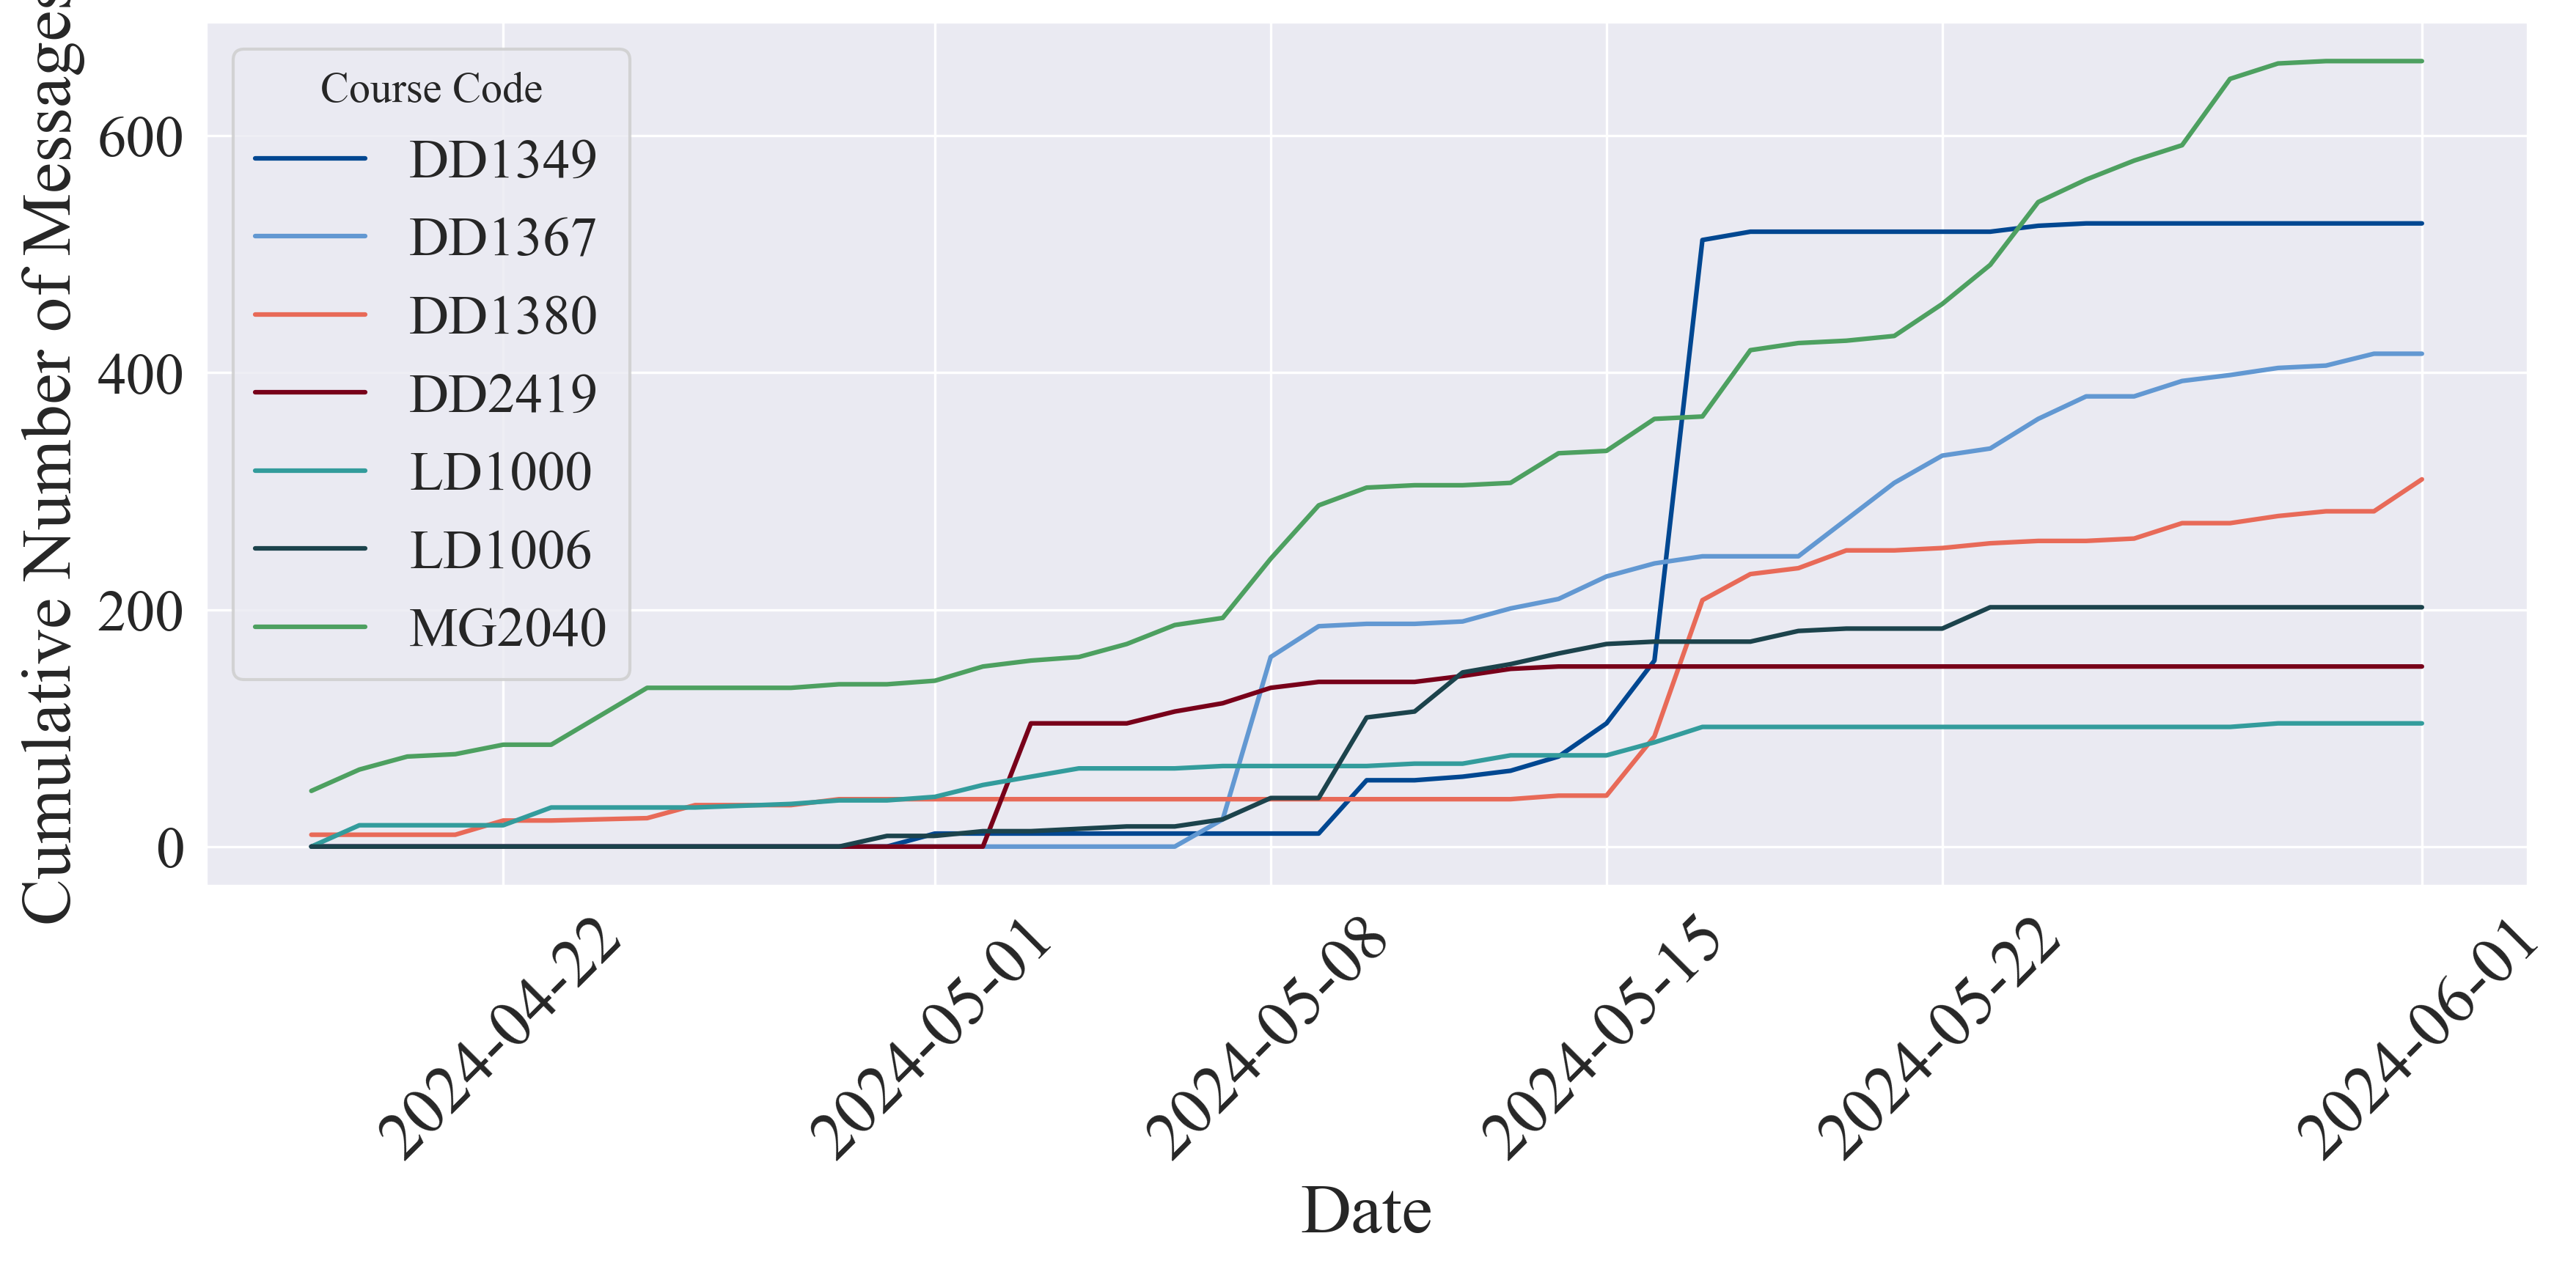 Cumulative Number of Messages
600
400
200
0
Course Code
DD1349
DD1367
DD1380
DD2419
LD1000
LD1006
MG2040
2024-04-22
2024-05-01
2024-05-08
2024-05-15
2024-05-22
2024-06-01
Date